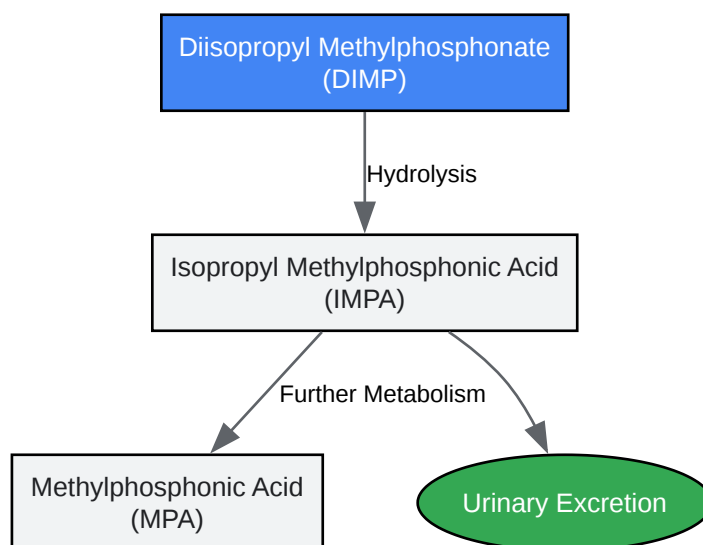 Diisopropyl Methylphosphonate
(DIMP)
Hydrolysis
Isopropyl Methylphosphonic Acid
(IMPA)
Further Metabolism
Methylphosphonic Acid
(MPA)
Urinary Excretion